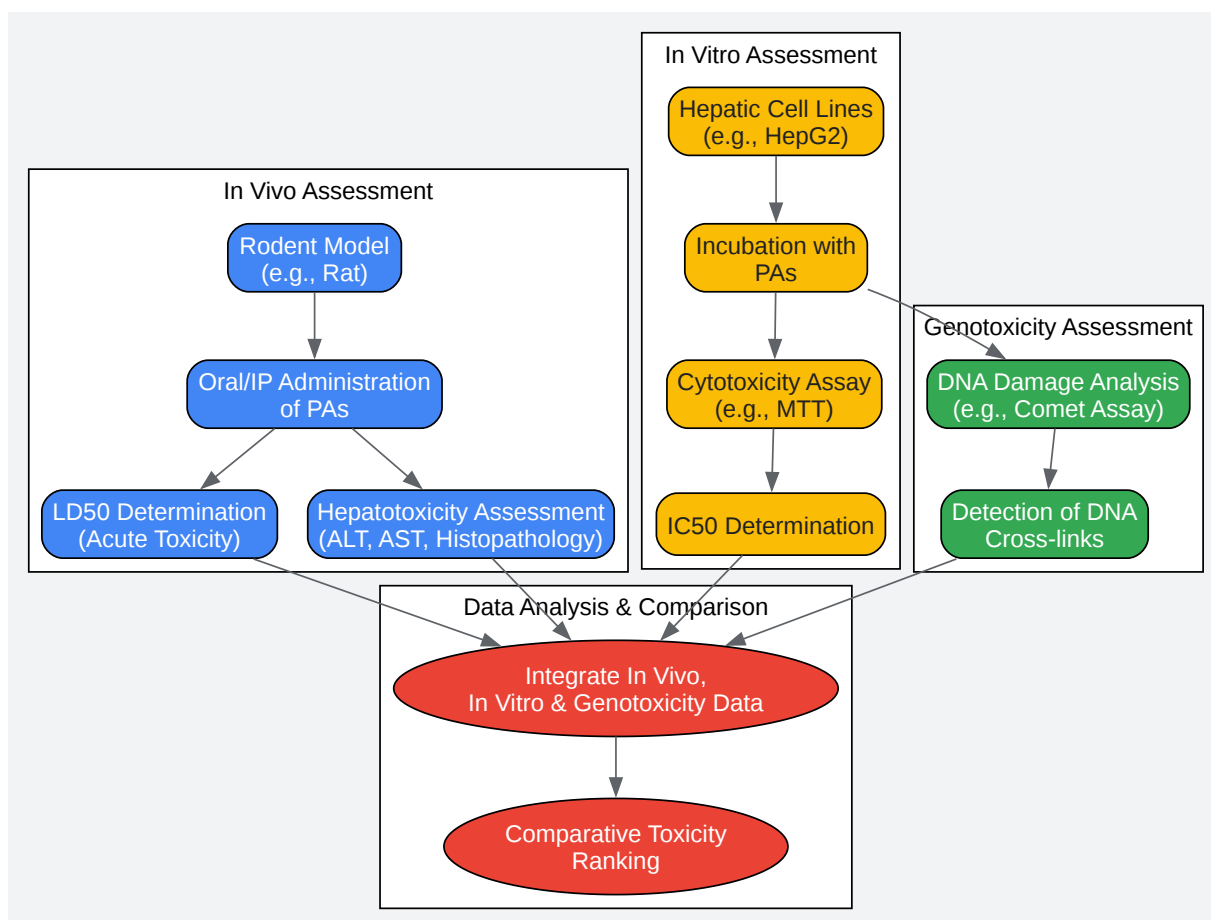 In Vivo Assessment
Rodent Model
(e.g., Rat)
Oral/IP Administration
of PAs
LD50 Determination
(Acute Toxicity)
Hepatotoxicity Assessment
(ALT, AST, Histopathology)
In Vitro Assessment
Hepatic Cell Lines
(e.g., HepG2)
Incubation with
PAs
Cytotoxicity Assay
(e.g., MTT)
IC50 Determination
Genotoxicity Assessment
DNA Damage Analysis
(e.g., Comet Assay)
Detection of DNA
Cross-links
Data Analysis & Comparison
Integrate In Vivo,
In Vitro & Genotoxicity Data
Comparative Toxicity
Ranking